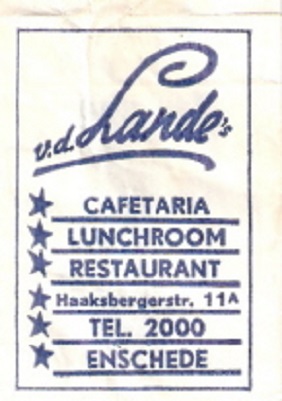 v.d. Lande's
CAFETARIA
LUNCHROOM
RESTAURANT
Haaksbergerstr. 11A
TEL. 2000
ENSCHEDE